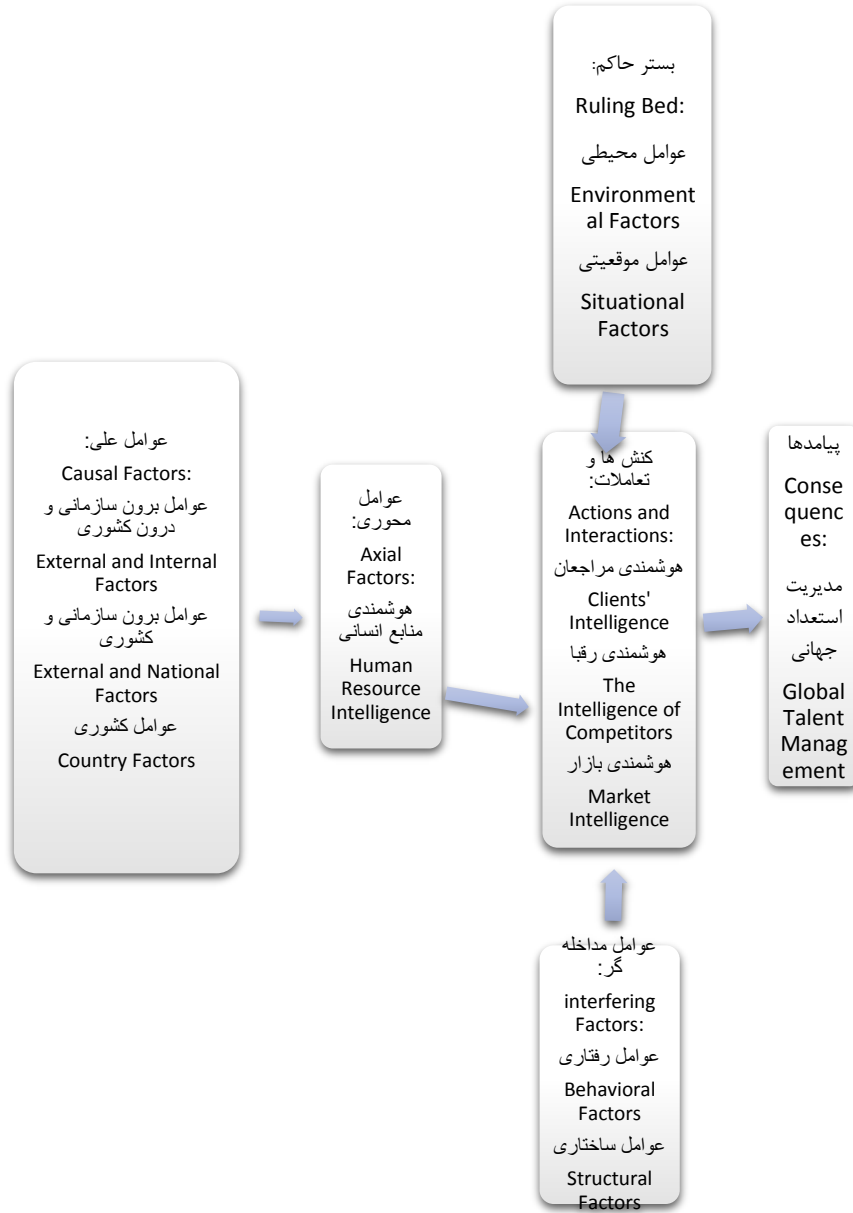 بستر حاکم:
Ruling Bed:
عوامل محیطی
Environment
al Factors
عوامل موقعیتی
Situational
Factors
عوامل علی:
Causal Factors:
عوامل برون سازمانی و
درون کشوری
External and Internal
Factors
عوامل برون سازمانی و
کشوری
External and National
Factors
عوامل کشوری
Country Factors
عوامل
محوری:
Axial
Factors:
هوشمندی
منابع انسانی
Human
Resource
Intelligence
کنش ها و
تعاملات:
Actions and
Interactions:
هوشمندی مراجعان
Clients'
Intelligence
هوشمندی رقبا
The
Intelligence of
Competitors
هوشمندی بازار
Market
Intelligence
پیامدها
Conse
quenc
es:
مدیریت
استعداد
جهانی
Global
Talent
Manag
ement
عوامل مداخله
گر:
interfering
Factors:
عوامل رفتاری
Behavioral
Factors
عوامل ساختاری
Structural
Factors